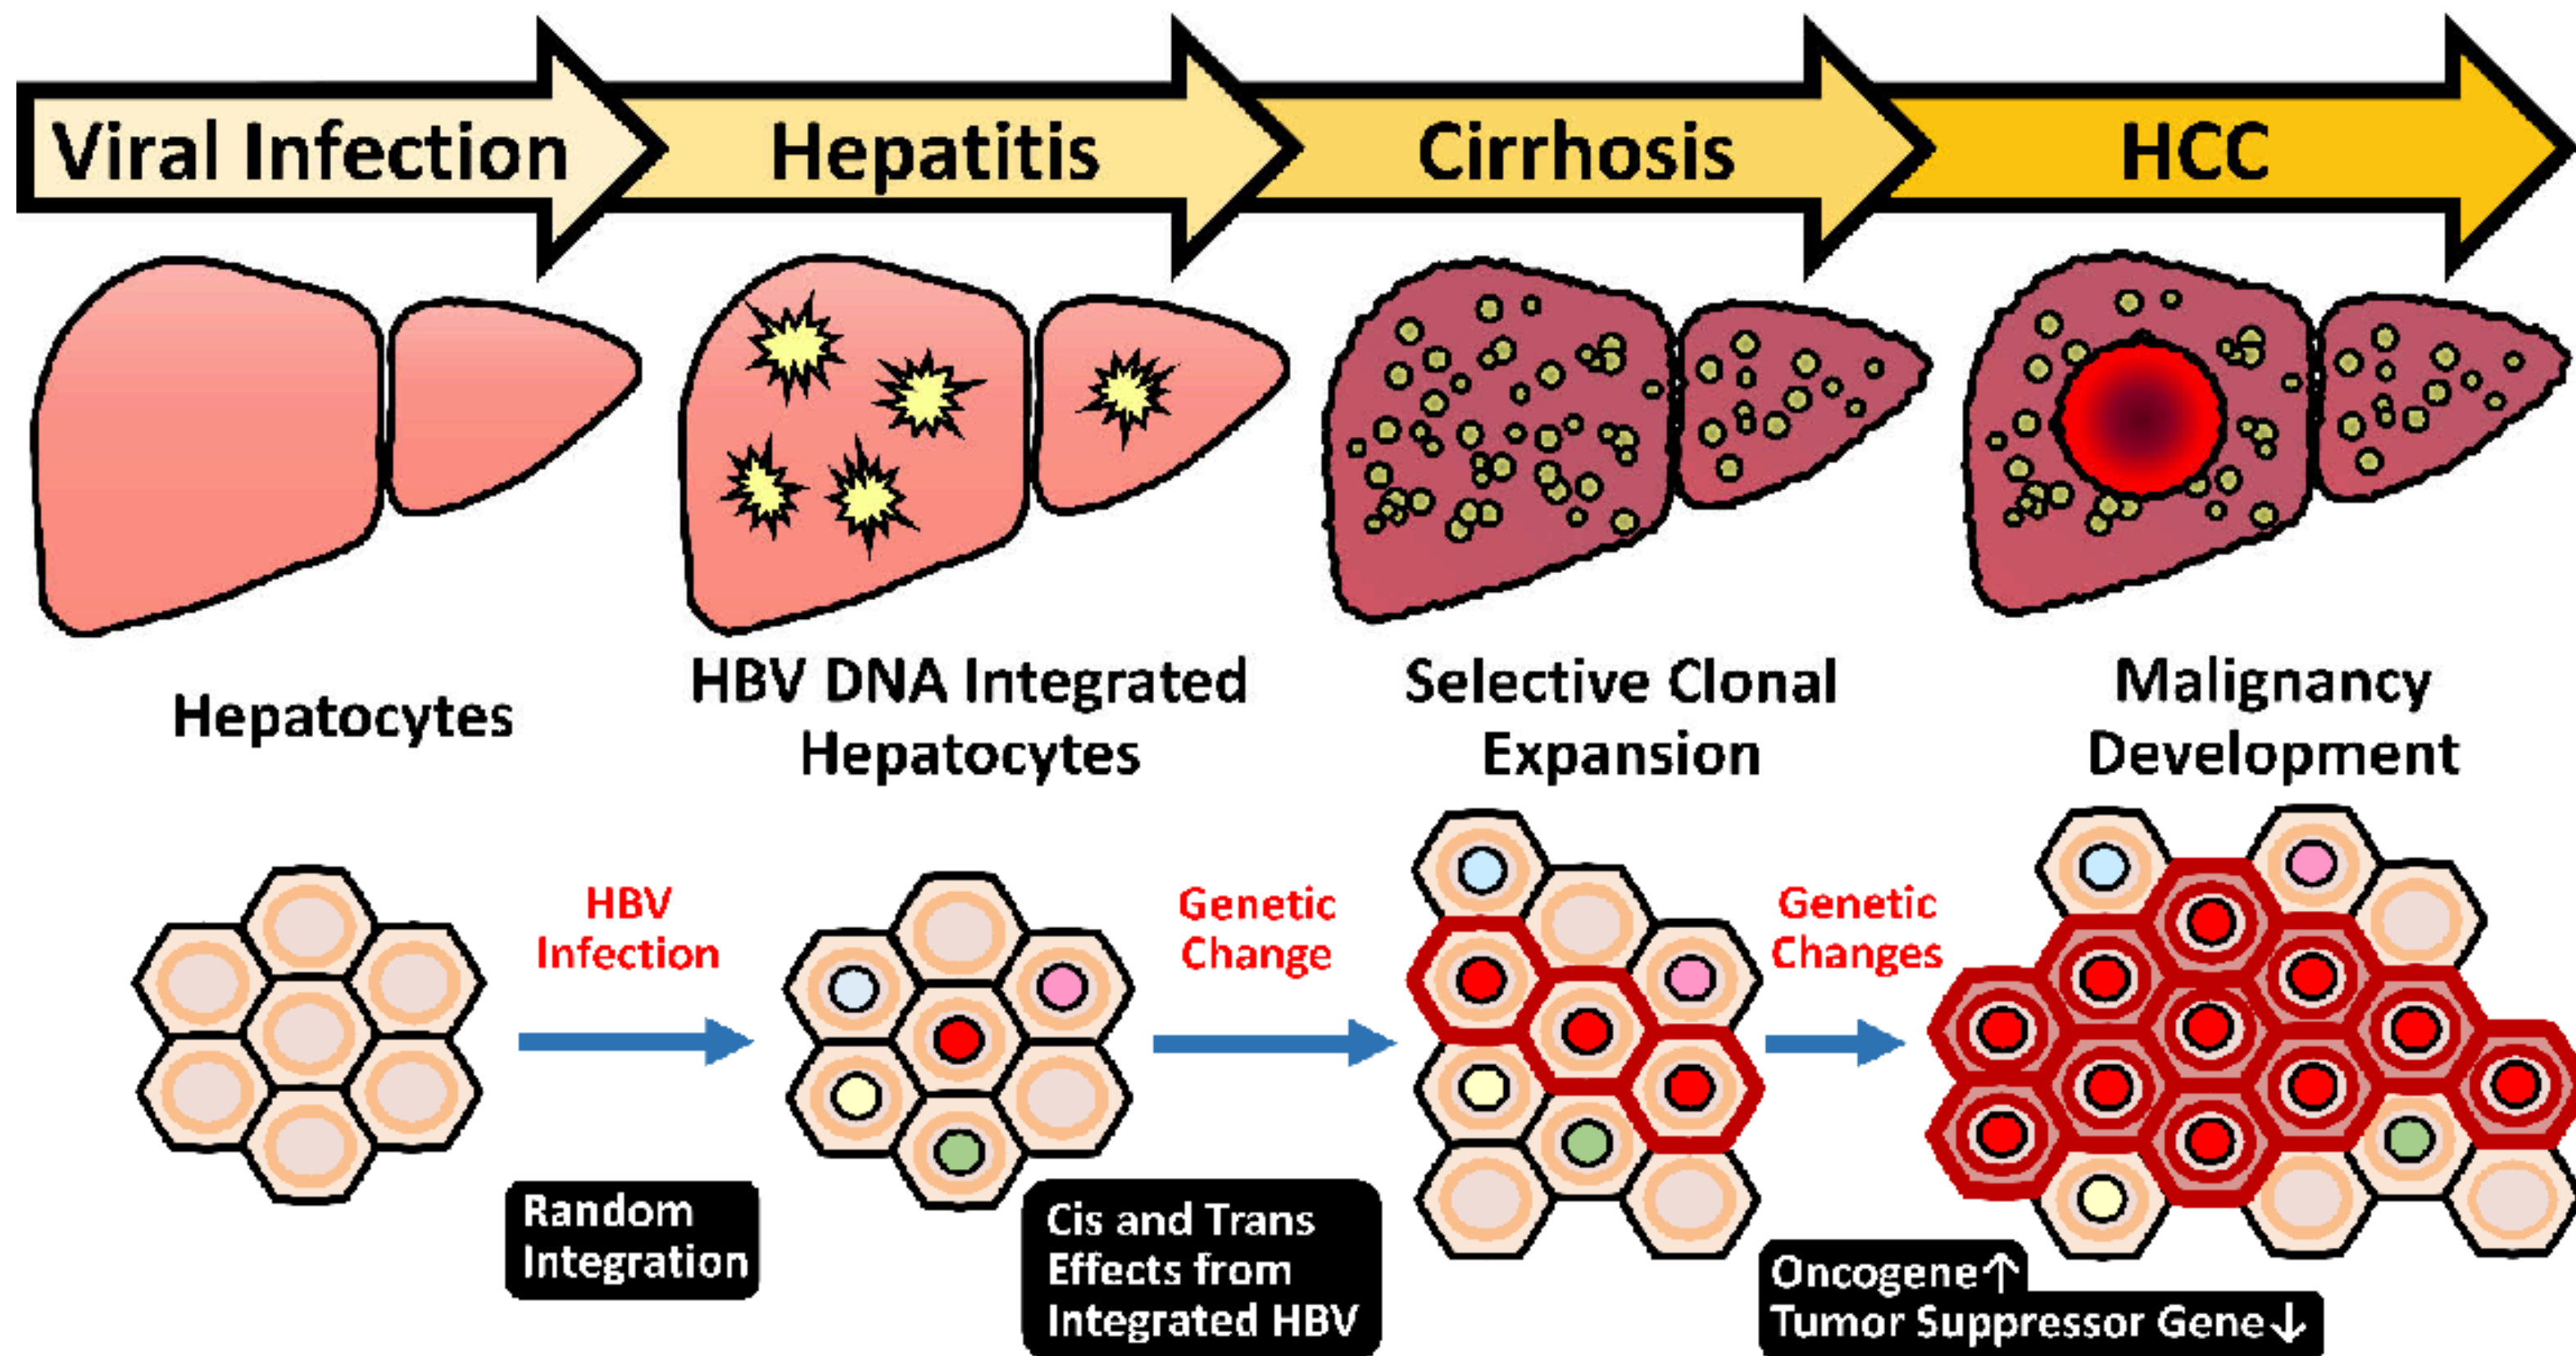 Viral Infection
Hepatitis
Cirrhosis
HCC
Hepatocytes
HBV DNA Integrated
Hepatocytes
Selective Clonal
Expansion
Malignancy
Development
HBV
Infection
Genetic
Change
Genetic
Changes
Random
Integration
Cis and Trans
Effects from
Integrated HBV
Oncogene↑
Tumor Suppressor Gene↓